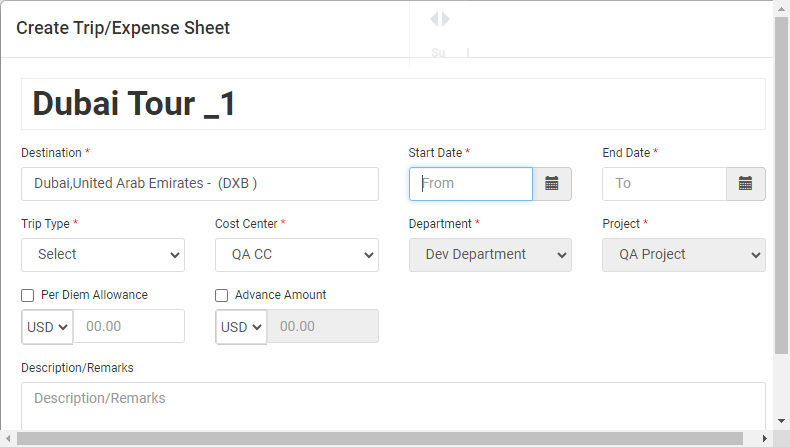 Create Trip/Expense Sheet
Su
Dubai Tour _1
Destination *
Start Date *
End Date *
Dubai,United Arab Emirates - (DXB )
From
To
Trip Type *
Cost Center *
Department *
Project *
Select
QA CC
Dev Department
QA Project
Per Diem Allowance
Advance Amount
USD
00.00
USD
00.00
Description/Remarks
Description/Remarks